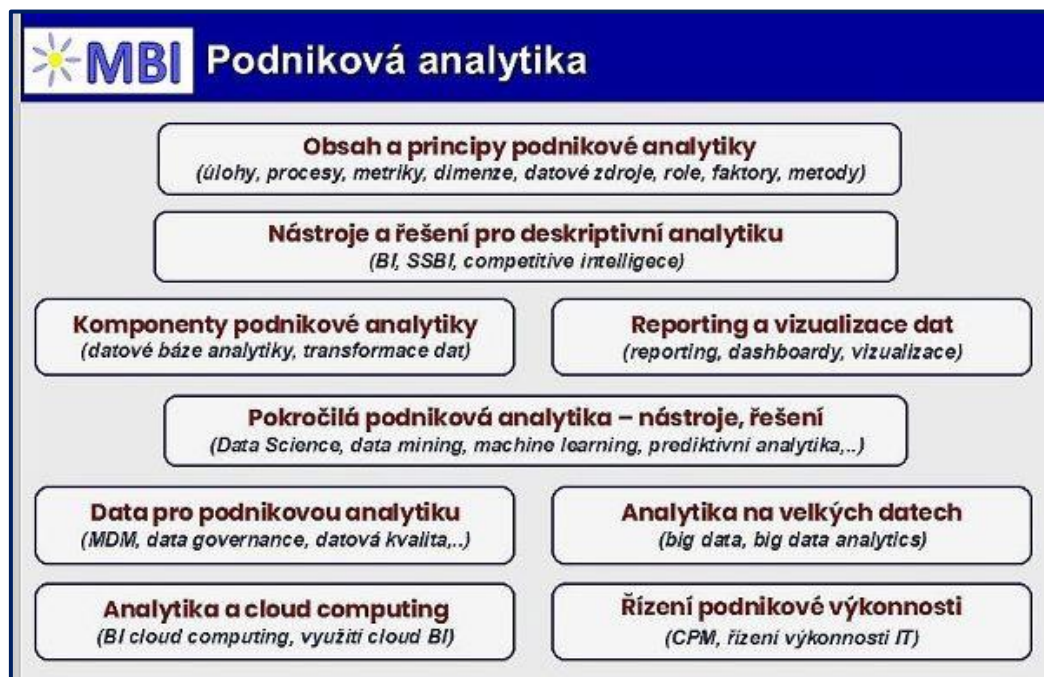 MBI Podniková analytika
Obsah a principy podnikové analytiky
(úlohy, procesy, metriky, dimenze, datové zdroje, role, faktory, metody)
Nástroje a řešení pro deskriptivní analytiku
(BI, SSBI, competitive intelligece)
Komponenty podnikové analytiky
(datové báze analytiky, transformace dat)
Reporting a vizualizace dat
(reporting, dashboardy, vizualizace)
Pokročilá podniková analytika – nástroje, řešení
(Data Science, data mining, machine learning, prediktivní analytika,..)
Data pro podnikovou analytiku
(MDM, data governance, datová kvalita,..)
Analytika na velkých datech
(big data, big data analytics)
Analytika a cloud computing
(BI cloud computing, využití cloud BI)
Řízení podnikové výkonnosti
(CPM, řízení výkonnosti IT)